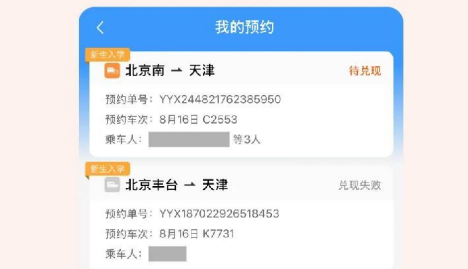 我的预约
新生入学
北京南 → 天津
待兑现
预约单号：YYX244821762385950
预约车次：8月16日 C2553
乘车人： 等3人
新生入学
北京丰台 → 天津
兑现失败
预约单号：YYX187022926518453
预约车次：8月16日 K7731
乘车人：